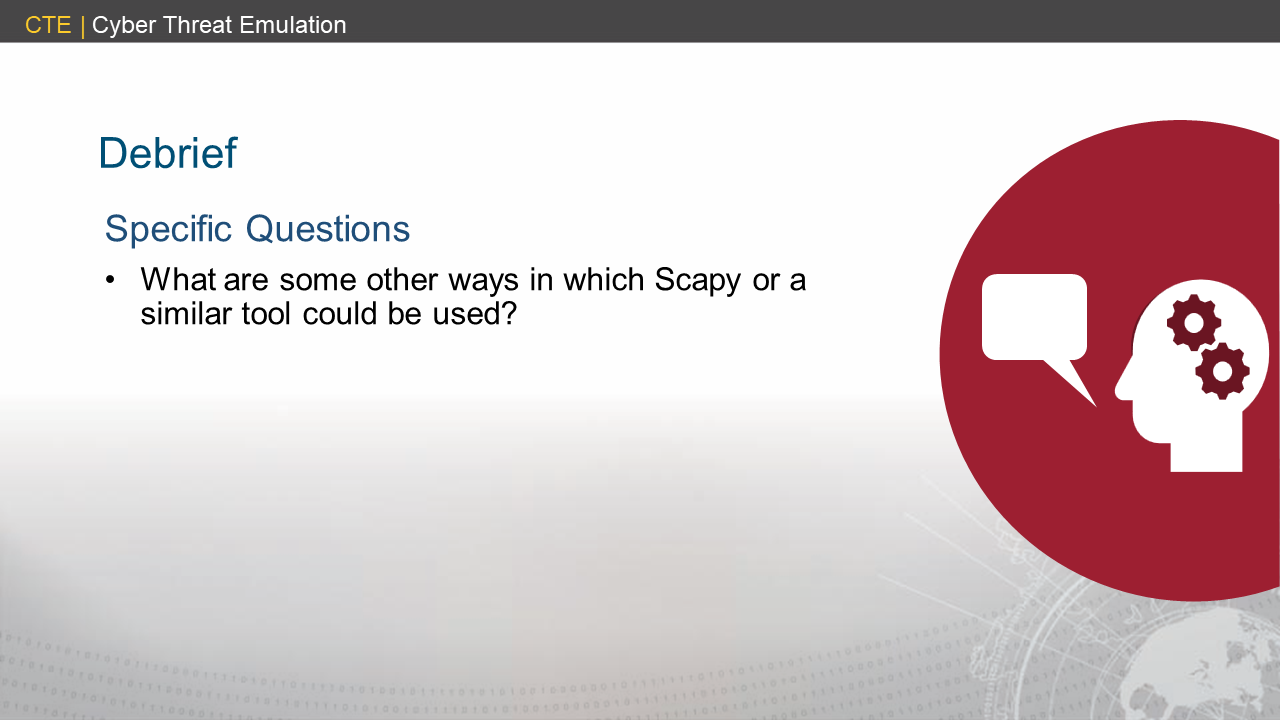 CTE | Cyber Threat Emulation
Debrief
Specific Questions
• What are some other ways in which Scapy or a
similar tool could be used?